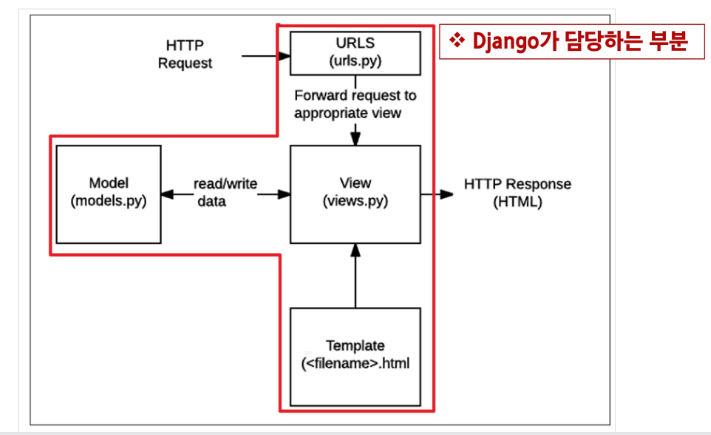 HTTP
Request
URLS
(urls.py)
❖ Django가 담당하는 부분
Forward request to
appropriate view
Model
(models.py)
read/write
data
View
(views.py)
HTTP Response
(HTML)
Template
(<filename>.html